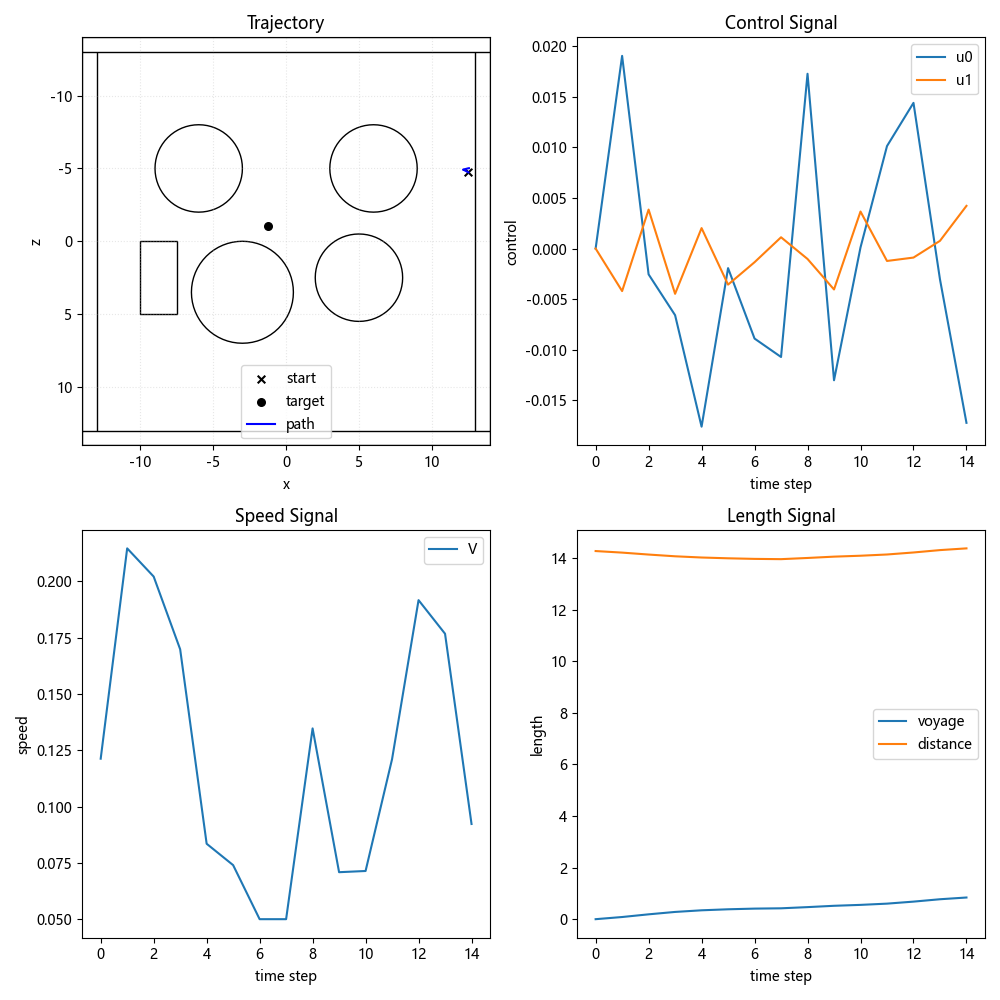 Trajectory
-10
-5
0
5
10
z
-10 -5 0 5 10
x
start
target
path
Control Signal
0.020
0.015
0.010
0.005
0.000
-0.005
-0.010
-0.015
control
0 2 4 6 8 10 12 14
time step
u0
u1
Speed Signal
0.200
0.175
0.150
0.125
0.100
0.075
0.050
speed
0 2 4 6 8 10 12 14
time step
V
Length Signal
14
12
10
8
6
4
2
0
length
0 2 4 6 8 10 12 14
time step
voyage
distance